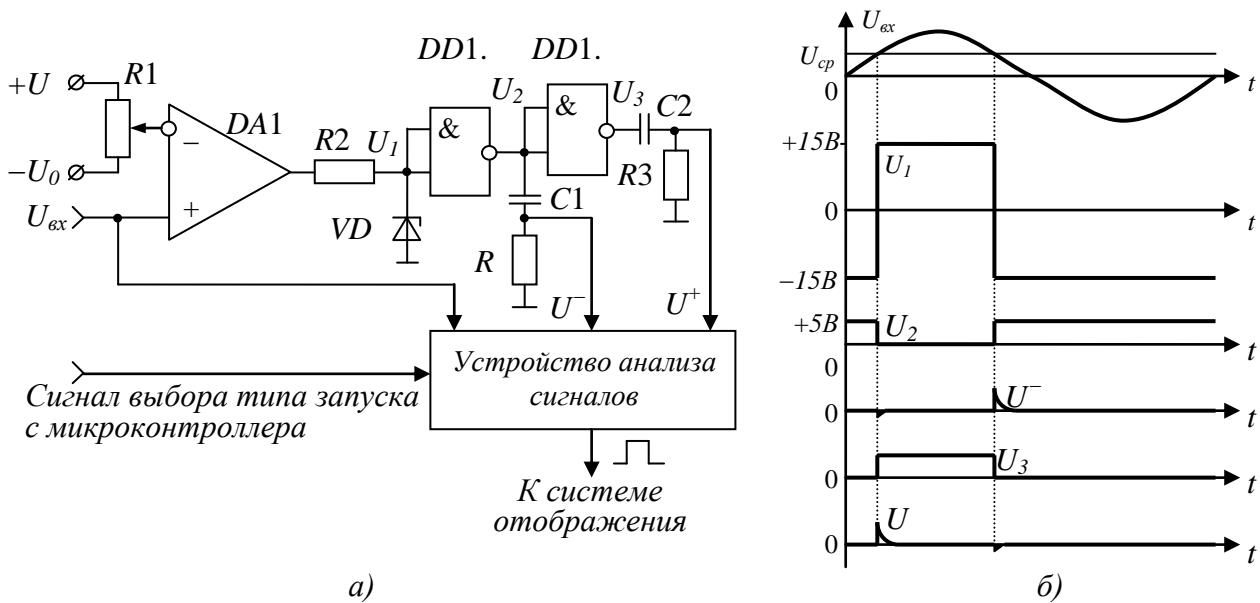 DD1. DD1.
+U
R1
−U0
Uвх
−
+
DA1
R2
U1
&
U2
&
U3
C2
R3
VD
C1
R
U−
U+
Устройство анализа
сигналов
Сигнал выбора типа запуска
с микроконтроллера
К системе
отображения
а)
Uвх
Uср
0
t
+15В
U1
0
t
−15В
+5В
U2
0
t
0
U−
t
0
U3
t
0
U
t
б)